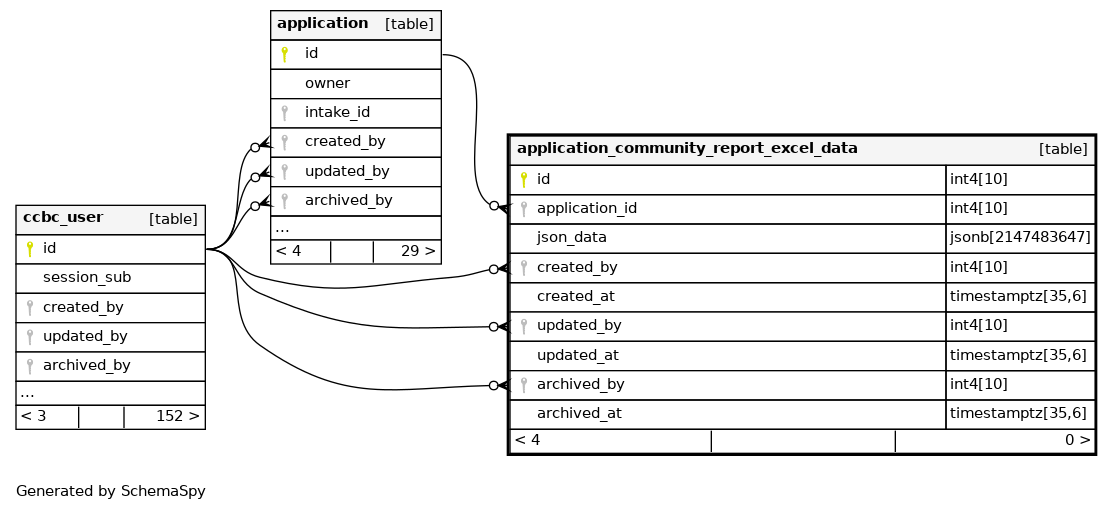 application [table]
id
owner
intake_id
created_by
updated_by
archived_by
...
< 4 29 >
ccbc_user [table]
id
session_sub
created_by
updated_by
archived_by
...
< 3 152 >
application_community_report_excel_data [table]
id int4[10]
application_id int4[10]
json_data jsonb[2147483647]
created_by int4[10]
created_at timestamptz[35,6]
updated_by int4[10]
updated_at timestamptz[35,6]
archived_by int4[10]
archived_at timestamptz[35,6]
< 4 0 >
Generated by SchemaSpy